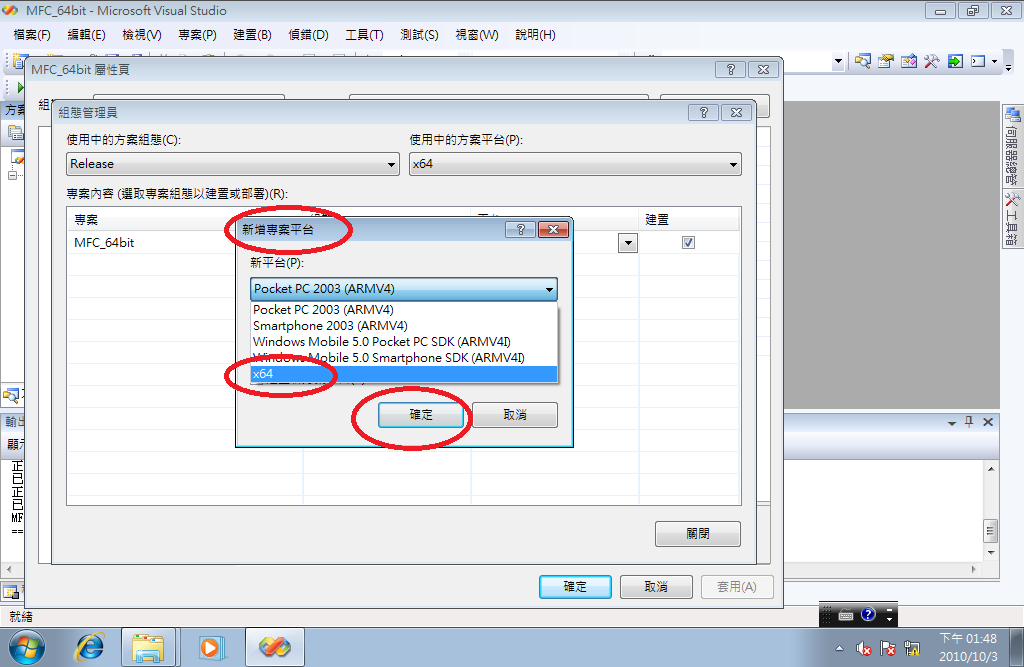 MFC_64bit - Microsoft Visual Studio
檔案(F) 編輯(E) 檢視(V) 專案(P) 建置(B) 偵錯(D) 工具(T) 測試(S) 視窗(W) 說明(H)
MFC_64bit 屬性頁
方案
組態管理員
使用中的方案組態(C): 使用中的方案平台(P):
Release x64
專案內容 (選取專案組態以建置或部署)(R):
專案 建置
MFC_64bit
新增專案平台
新平台(P):
Pocket PC 2003 (ARMV4)
Pocket PC 2003 (ARMV4)
Smartphone 2003 (ARMV4)
Windows Mobile 5.0 Pocket PC SDK (ARMV4I)
Windows Mobile 5.0 Smartphone SDK (ARMV4I)
x64
確定 取消
關閉
確定 取消 套用(A)
伺服器總管
工具箱
輸出
顯示
正
已
正
已
MF
==
就緒
下午 01:48
2010/10/3